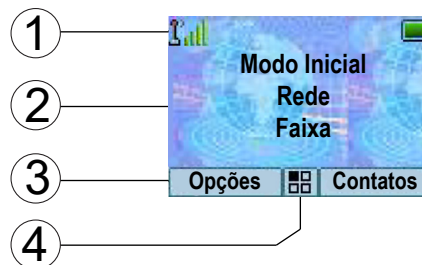 1
Modo Inicial
2
Rede
Faixa
3
Opções
Contatos
4